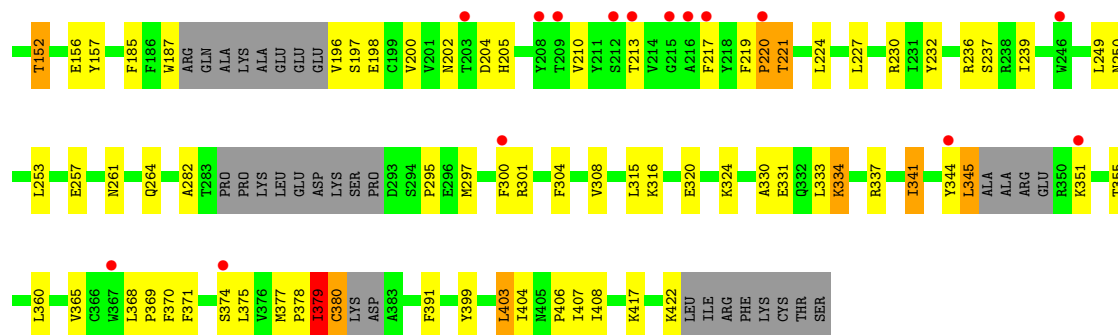 T152 E156 Y157 F185 F186 W187 ARG GLN ALA LYS ALA GLU GLU GLU V196 S197 E198 C199 V200 V201 N202 T203 D204 H205 Y208 T209 V210 Y211 S212 T213 V214 G215 A216 F217 Y218 F219 P220 T221 L224 L227 R230 I231 Y232 R236 S237 R238 I239 W246 L249 N250
L253 E257 N261 Q264 A282 T283 PRO PRO LYS LEU GLU ASP LYS SER PRO D293 S294 P295 E296 M297 F300 R301 F304 V308 L315 K316 E320 K324 A330 E331 Q332 L333 K334 R337 I341 Y344 L345 ALA ALA ARG GLU R350 K351 T355
L360 V365 C366 W367 L368 P369 F370 F371 S374 L375 V376 M377 P378 I379 C380 LYS ASP A383 F391 Y399 L403 I404 N405 P406 I407 I408 K417 K422 LEU ILE ARG PHE LYS CYS THR SER